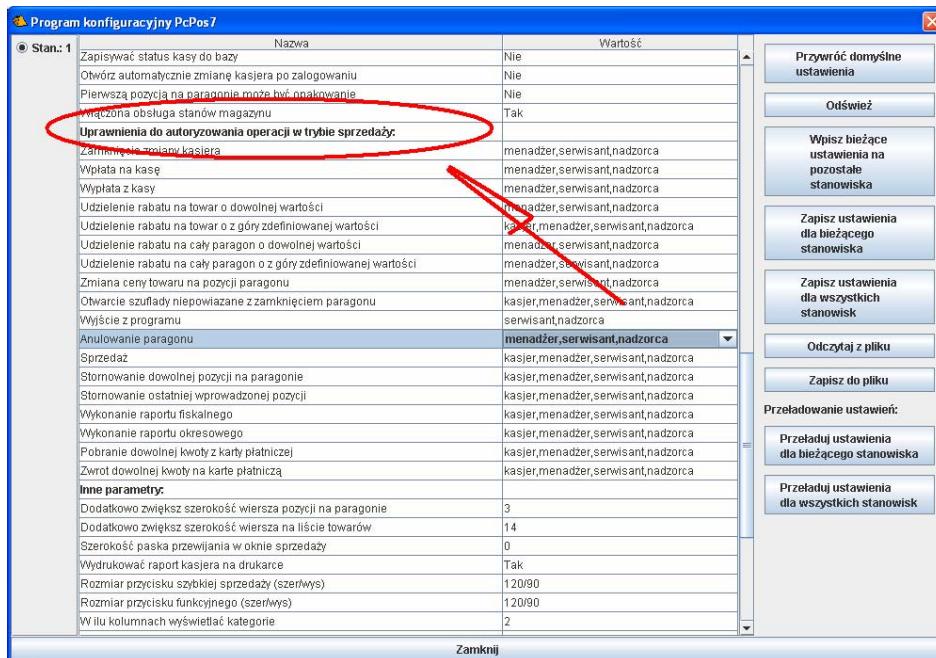 Program konfiguracyjny PcPos7
Stan.: 1
Nazwa Wartość
Zapisywać status kasy do bazy Nie
Otwórz automatycznie zmianę kasjera po zalogowaniu Nie
Pierwszą pozycją na paragonie może być opakowanie Nie
Włączona obsługa stanów magazynu Tak
Uprawnienia do autoryzowania operacji w trybie sprzedaży:
Zamknięcie zmiany kasjera menadżer,serwisant,nadzorca
Wpłata na kasę menadżer,serwisant,nadzorca
Wypłata z kasy menadżer,serwisant,nadzorca
Udzielenie rabatu na towar o dowolnej wartości menadżer,serwisant,nadzorca
Udzielenie rabatu na towar o z góry zdefiniowanej wartości kasjer,menadżer,serwisant,nadzorca
Udzielenie rabatu na cały paragon o dowolnej wartości menadżer,serwisant,nadzorca
Udzielenie rabatu na cały paragon o z góry zdefiniowanej wartości menadżer,serwisant,nadzorca
Zmiana ceny towaru na pozycji paragonu menadżer,serwisant,nadzorca
Otwarcie szuflady niepowiazane z zamknięciem paragonu kasjer,menadżer,serwisant,nadzorca
Wyjście z programu serwisant,nadzorca
Anulowanie paragonu menadżer,serwisant,nadzorca
Sprzedaż kasjer,menadżer,serwisant,nadzorca
Stornowanie dowolnej pozycji na paragonie kasjer,menadżer,serwisant,nadzorca
Stornowanie ostatniej wprowadzonej pozycji kasjer,menadżer,serwisant,nadzorca
Wykonanie raportu fiskalnego kasjer,menadżer,serwisant,nadzorca
Wykonanie raportu okresowego kasjer,menadżer,serwisant,nadzorca
Pobranie dowolnej kwoty z karty płatniczej kasjer,menadżer,serwisant,nadzorca
Zwrot dowolnej kwoty na karte płatniczą kasjer,menadżer,serwisant,nadzorca
Inne parametry:
Dodatkowo zwiększ szerokość wiersza pozycji na paragonie 3
Dodatkowo zwiększ szerokość wiersza na liście towarów 14
Szerokość paska przewijania w oknie sprzedaży 0
Wydrukować raport kasjera na drukarce Tak
Rozmiar przycisku szybkiej sprzedaży (szer/wys) 120/90
Rozmiar przycisku funkcyjnego (szer/wys) 120/90
W ilu kolumnach wyświetlać kategorie 2
Przywróć domyślne
ustawienia
Odśwież
Wpisz bieżące
ustawienia na
pozostałe
stanowiska
Zapisz ustawienia
dla bieżącego
stanowiska
Zapisz ustawienia
dla wszystkich
stanowisk
Odczytaj z pliku
Zapisz do pliku
Przeładowanie ustawień:
Przeładuj ustawienia
dla bieżącego stanowiska
Przeładuj ustawienia
dla wszystkich stanowisk
Zamknij